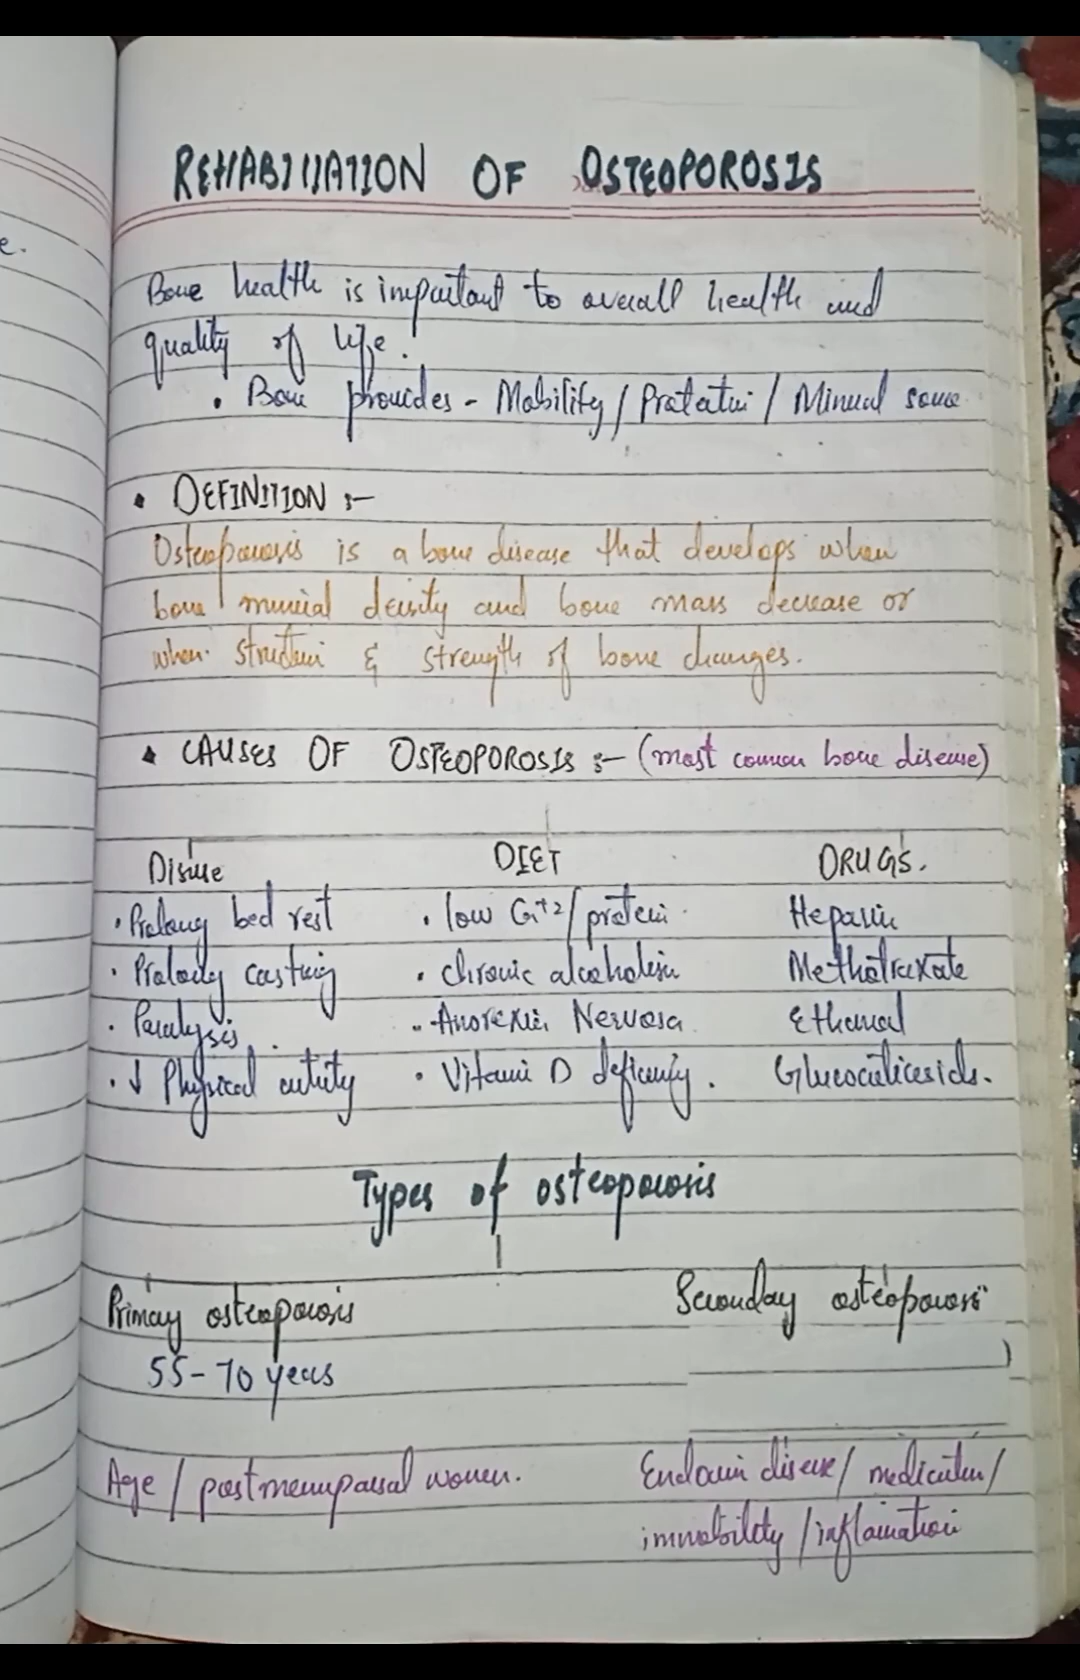 e.
REHABILITATION OF OSTEOPOROSIS
Bone health is important to overall health and
quality of life.
• Bone provides - Mobility / Protection / Mineral source
• DEFINITION :-
Osteoporosis is a bone disease that develops when
bone mineral density and bone mass decrease or
when structure & strength of bone changes.
▲ CAUSES OF OSTEOPOROSIS :- (most common bone disease)
Disuse DIET DRUG'S.
• Prolong bed rest • low Ca+2 / protein Heparin
• Prolong casting • chronic alcoholism Methotrexate
• Paralysis. • Anorexia Nervosa Ethanol
• ↓ Physical activity • Vitamin D deficiency. Glucocorticosids.
Types of osteoporosis
Primary osteoporosis Secondary osteoporosis
55-70 years
Age / postmenopausal women. Endocrine disease / medication /
immobility / inflammation